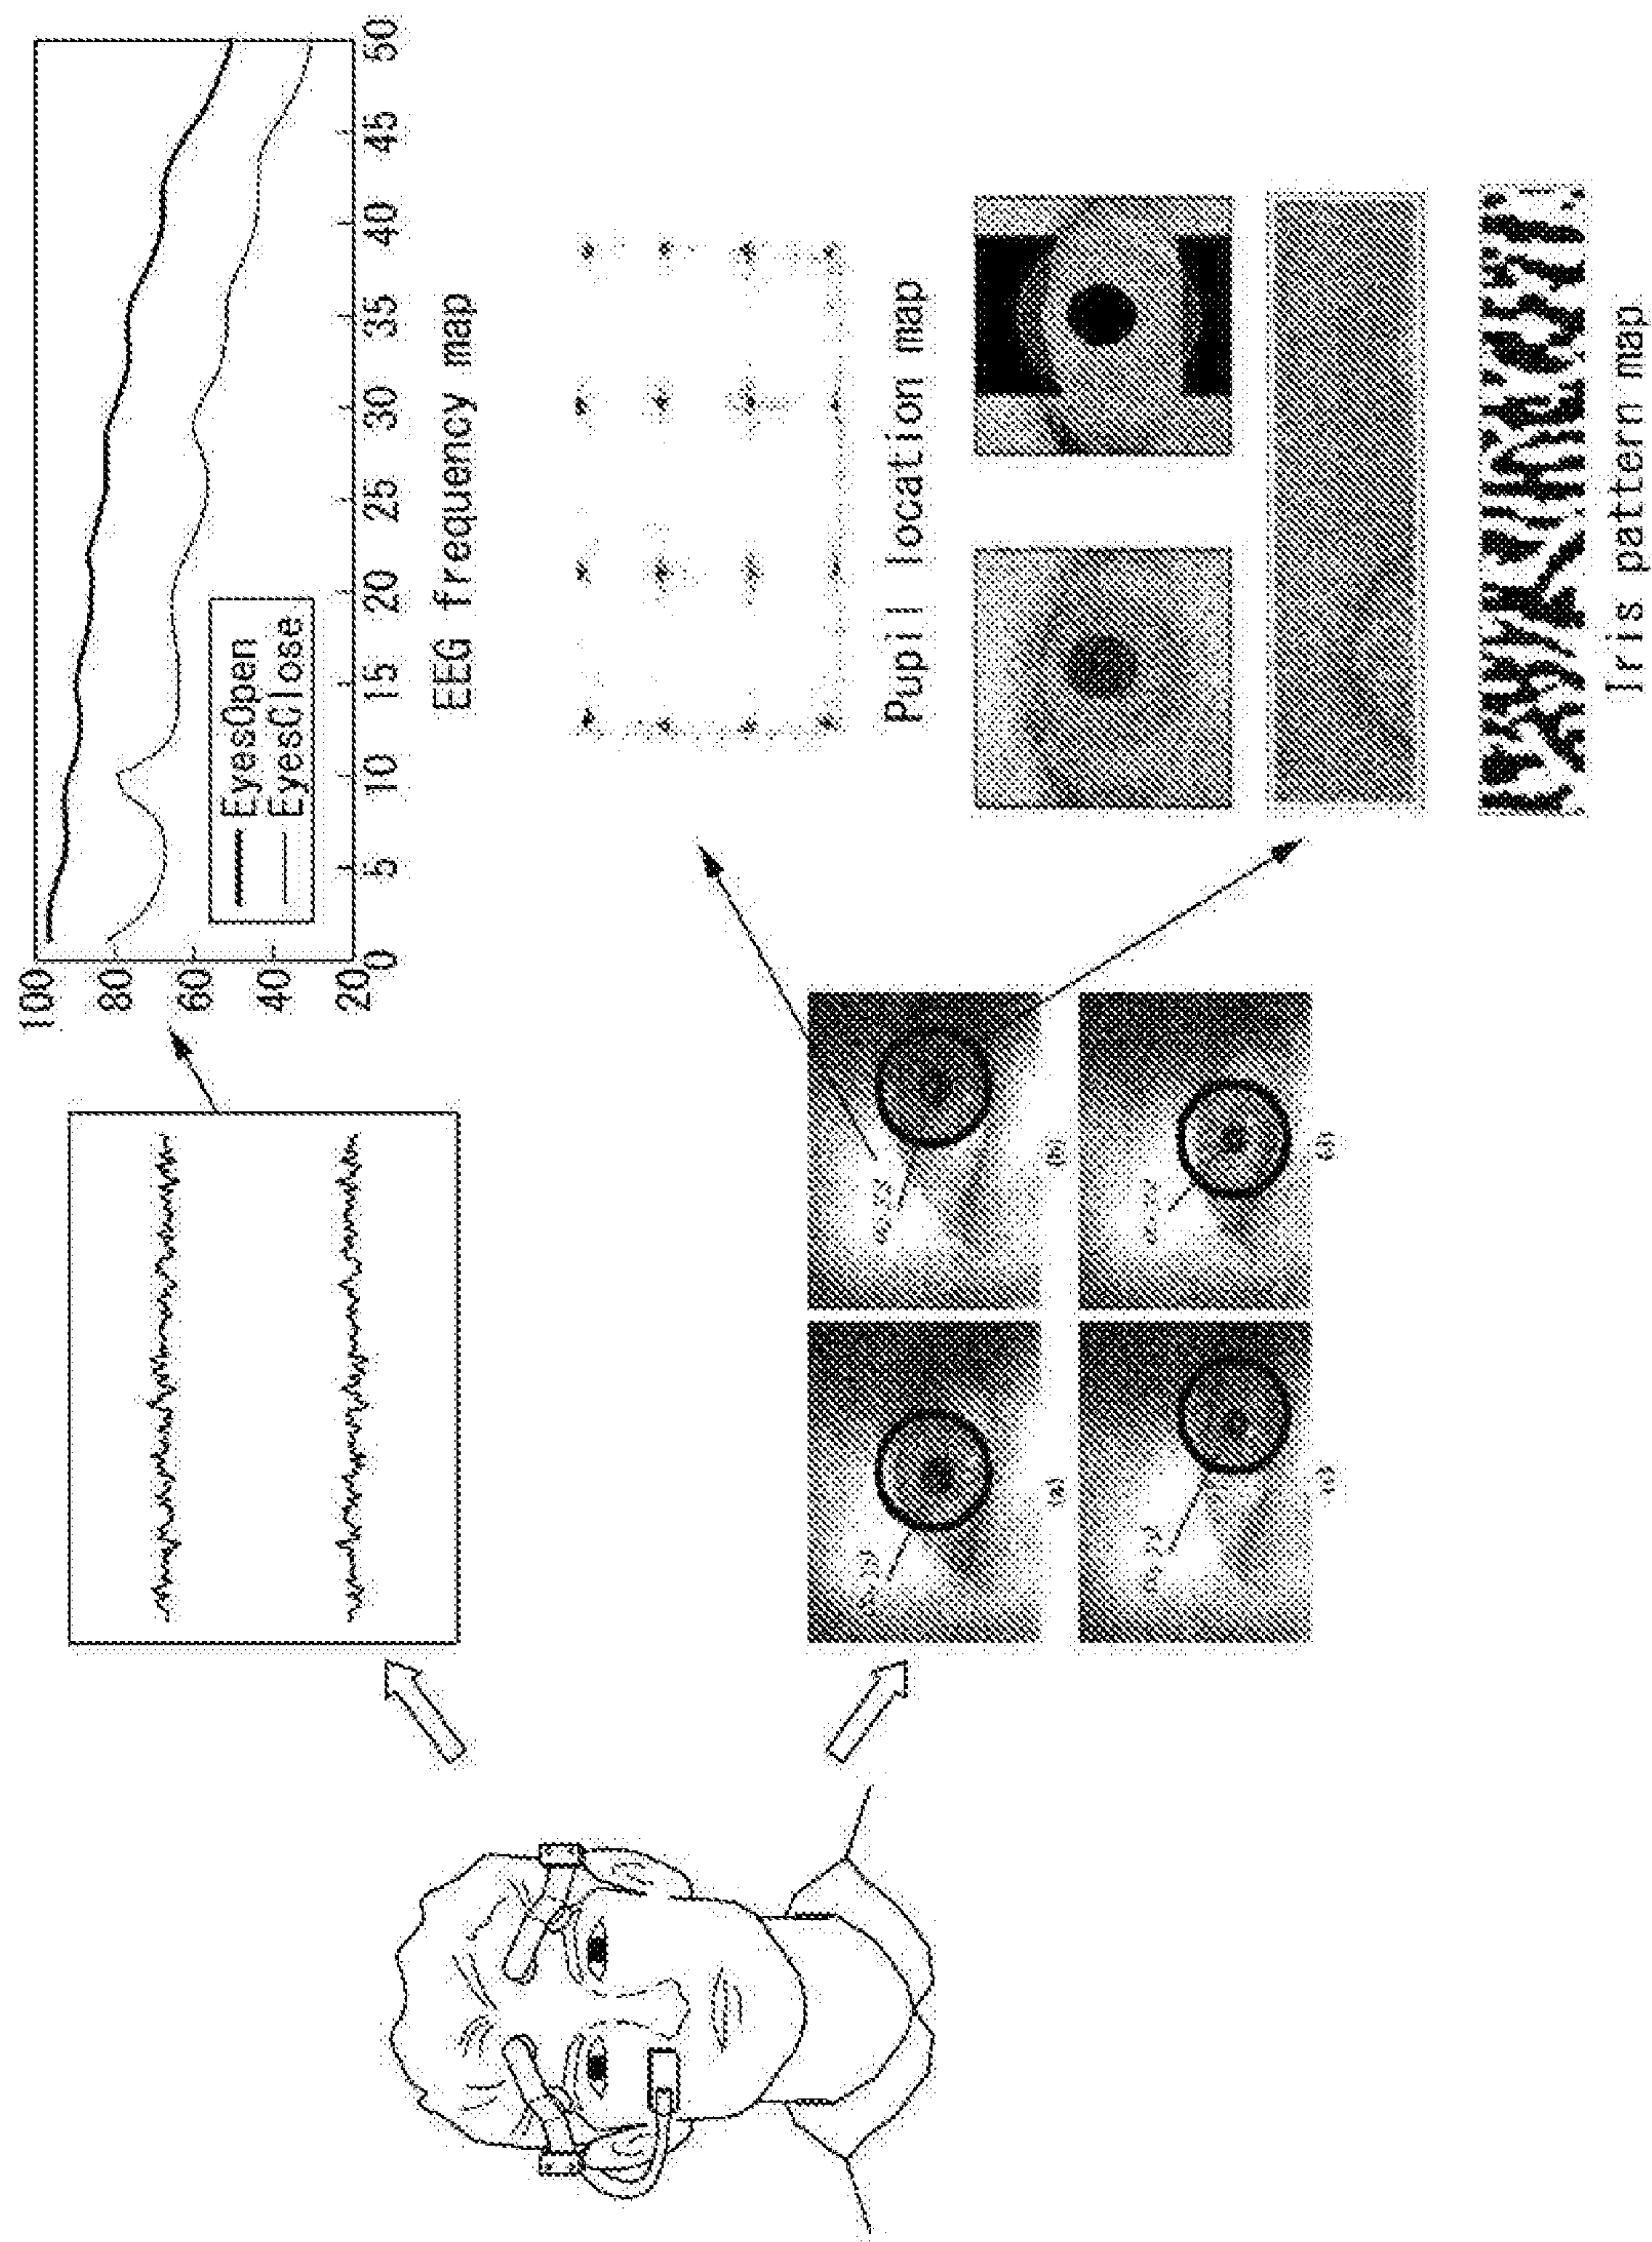 100
80
60
40
20
EyesOpen
EyesClose
0 5 10 15 20 25 30 35 40 45 50
EEG frequency map
Pupil location map
(a) (b)
(c)
Iris pattern map